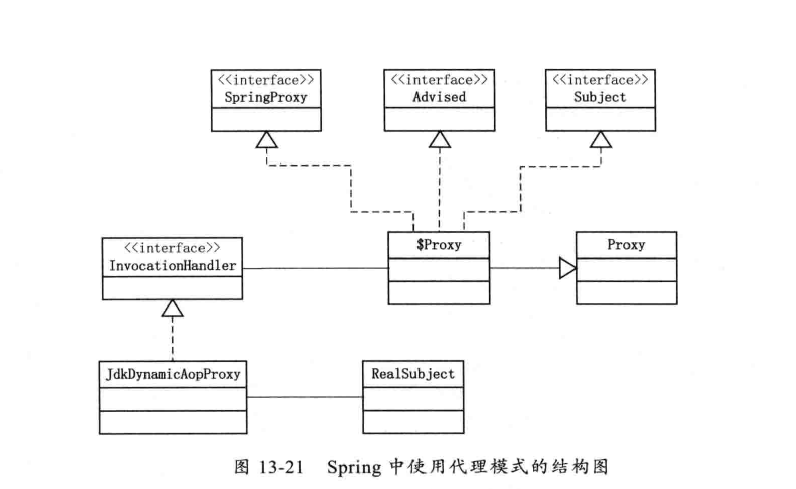 <<interface>>
SpringProxy
<<interface>>
Advised
<<interface>>
Subject
<<interface>>
InvocationHandler
$Proxy
Proxy
JdkDynamicAopProxy
RealSubject
图 13-21 Spring 中使用代理模式的结构图